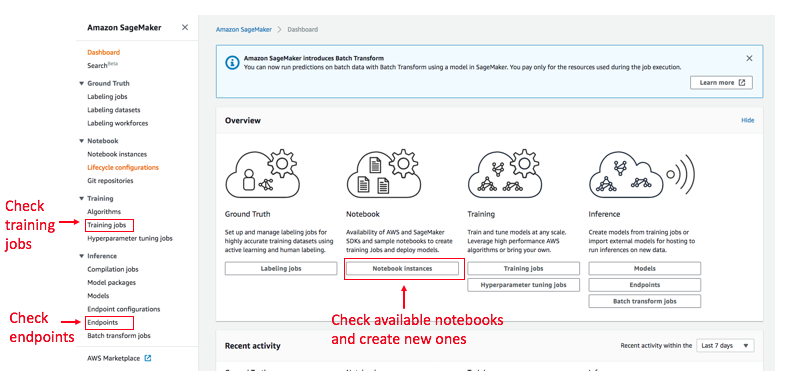 Amazon SageMaker
Dashboard
Search Beta
Ground Truth
Labeling jobs
Labeling datasets
Labeling workforces
Notebook
Notebook instances
Lifecycle configurations
Git repositories
Training
Algorithms
Training jobs
Hyperparameter tuning jobs
Inference
Compilation jobs
Model packages
Models
Endpoint configurations
Endpoints
Batch transform jobs
AWS Marketplace
Check
training
jobs
Check
endpoints
Amazon SageMaker > Dashboard
Amazon SageMaker introduces Batch Transform
You can now run predictions on batch data with Batch Transform using a model in SageMaker. You pay only for the resources used during the job execution.
Learn more
Overview
Hide
Ground Truth
Set up and manage labeling jobs for
highly accurate training datasets using
active learning and human labeling.
Labeling jobs
Notebook
Availability of AWS and SageMaker
SDKs and sample notebooks to create
training jobs and deploy models.
Notebook instances
Training
Train and tune models at any scale.
Leverage high performance AWS
algorithms or bring your own.
Training jobs
Hyperparameter tuning jobs
Inference
Create models from training jobs or
import external models for hosting to
run inferences on new data.
Models
Endpoints
Batch transform jobs
Check available notebooks
and create new ones
Recent activity
Recent activity within the
Last 7 days